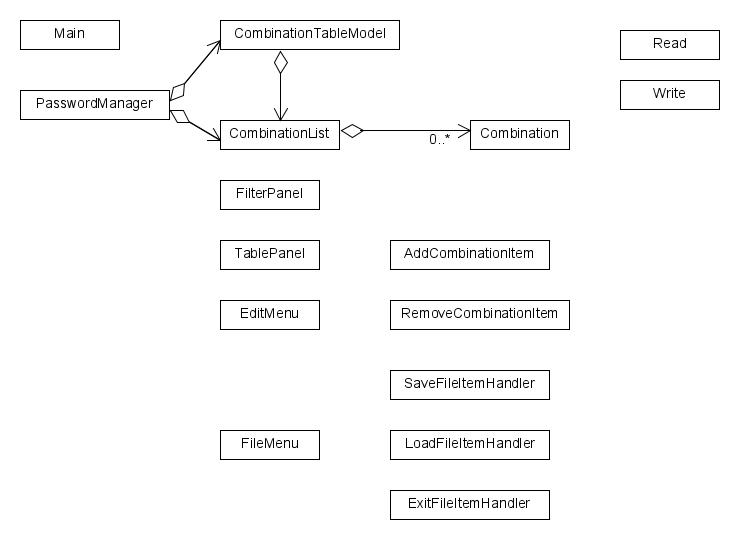 Main
CombinationTableModel
Read
PasswordManager
Write
CombinationList
0..*
Combination
FilterPanel
TablePanel
AddCombinationItem
EditMenu
RemoveCombinationItem
SaveFileItemHandler
FileMenu
LoadFileItemHandler
ExitFileItemHandler